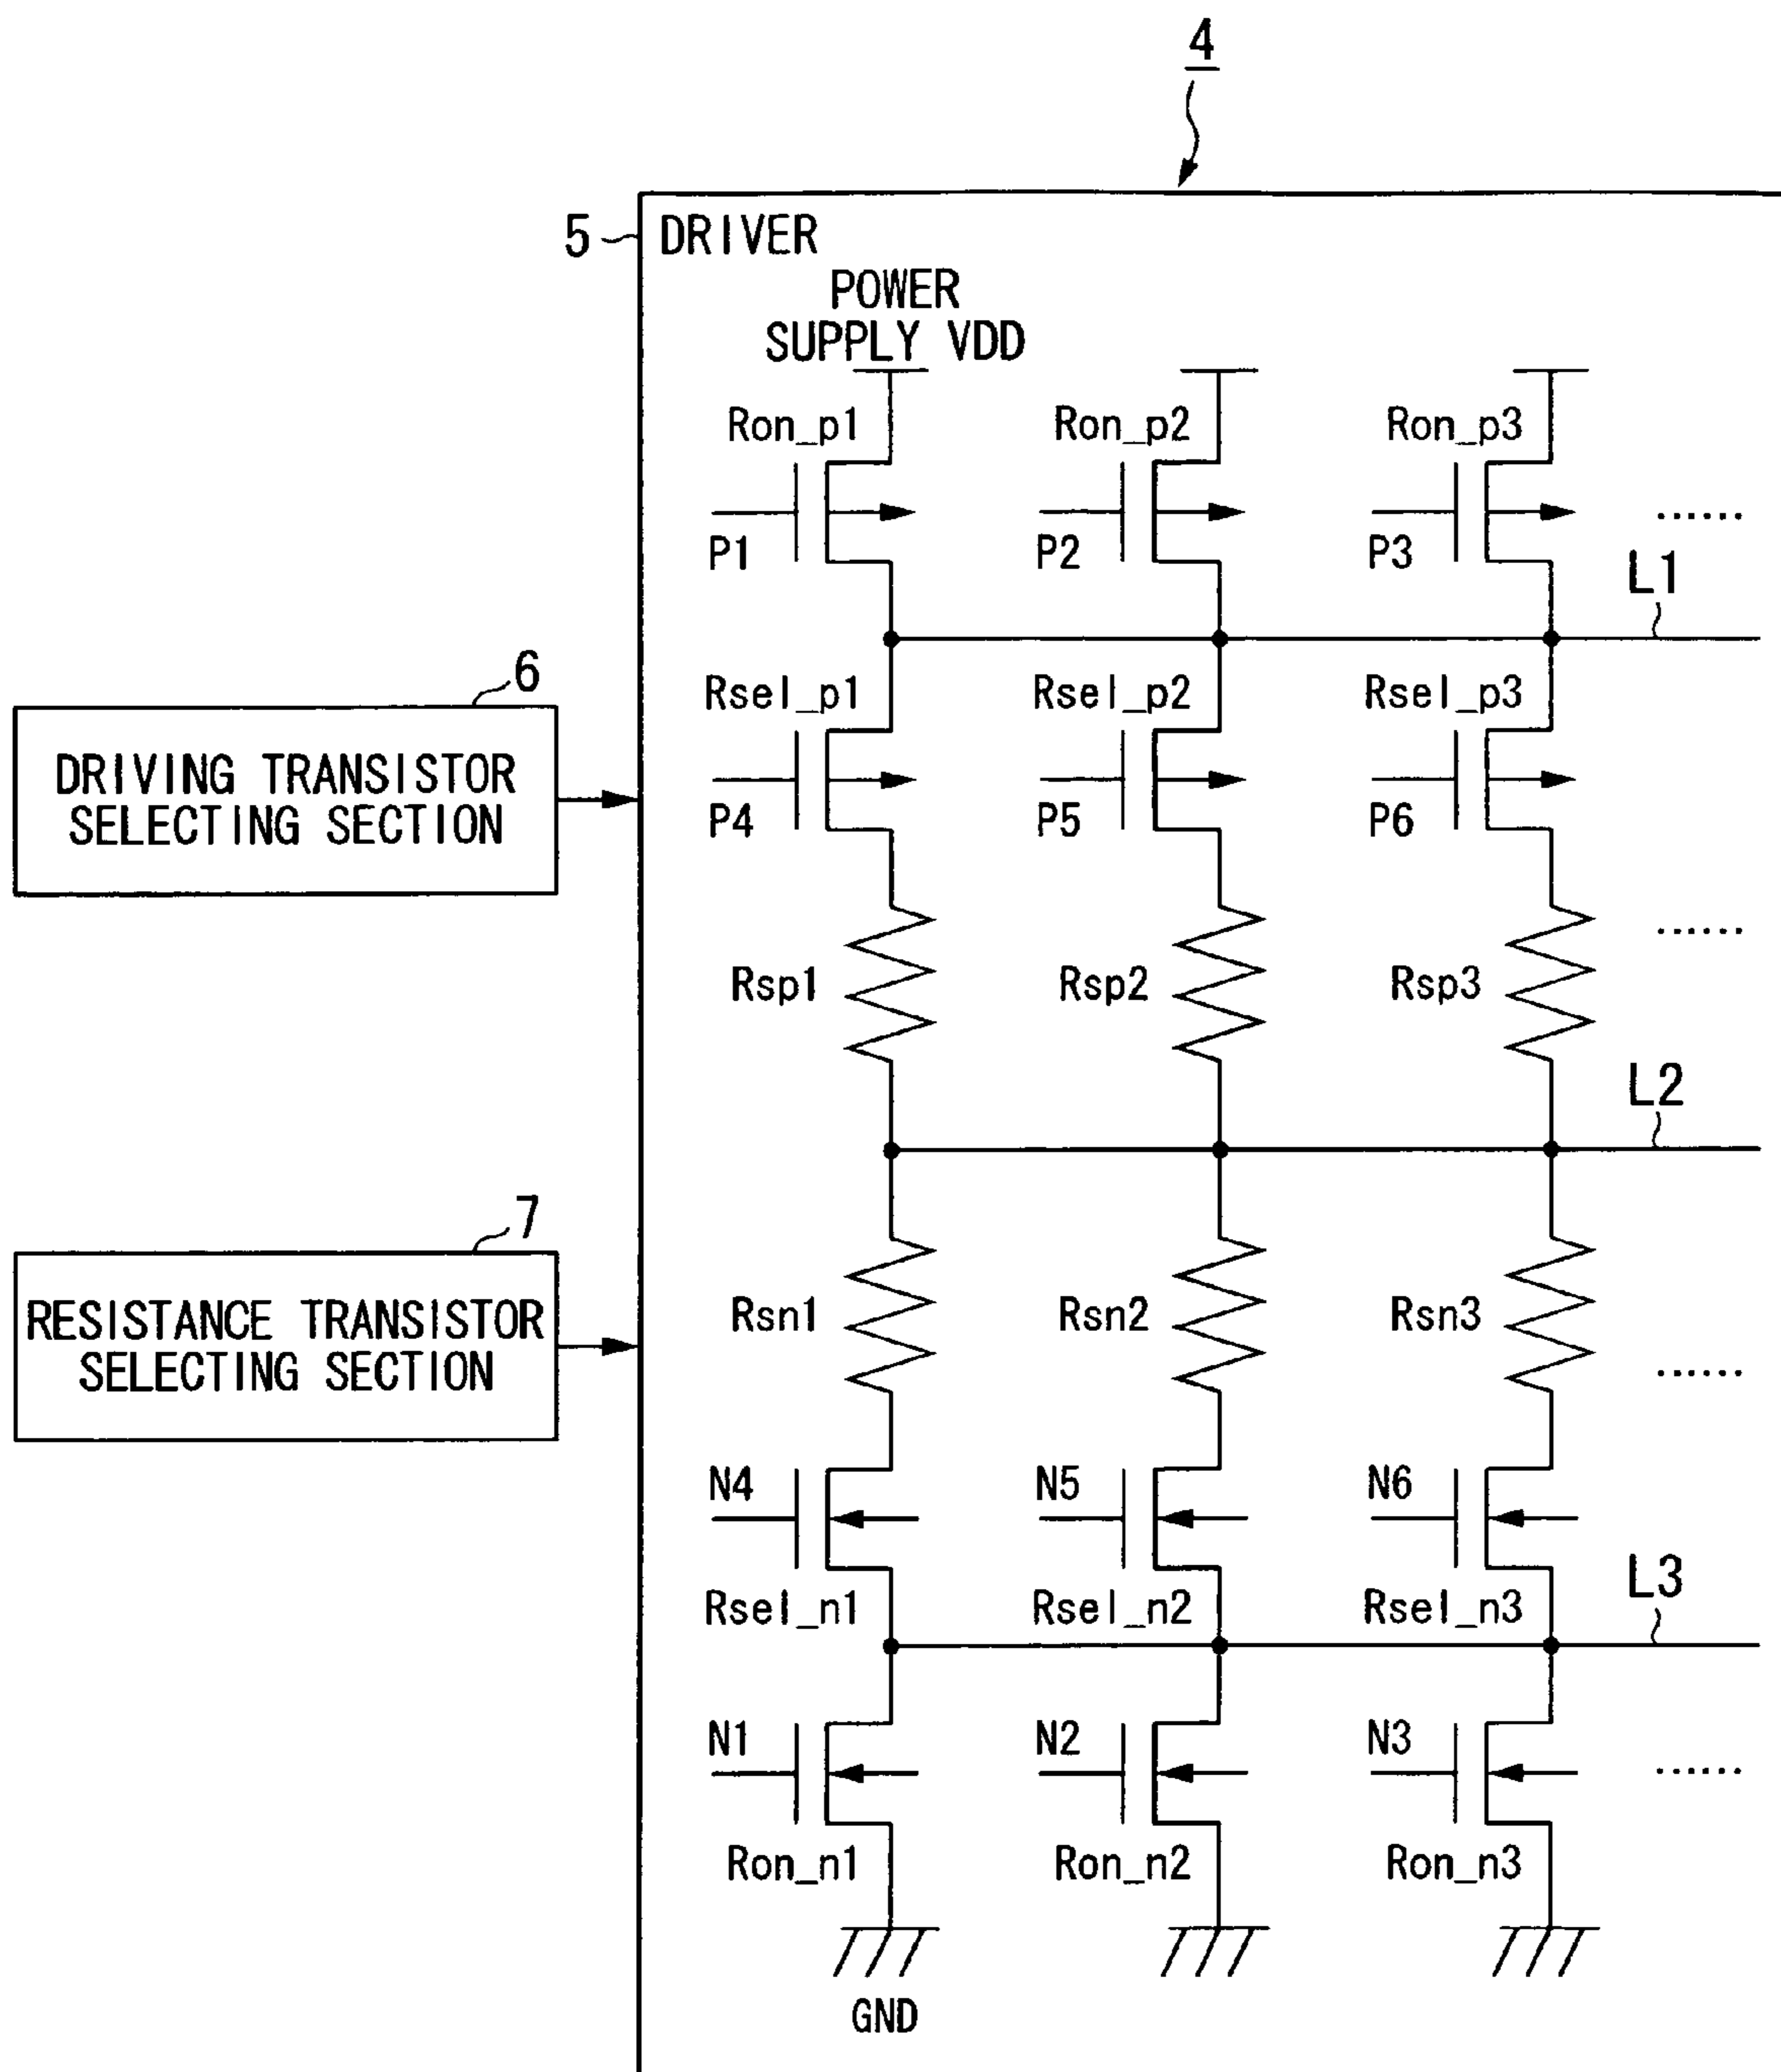 4
5
DRIVER
POWER
SUPPLY VDD
Ron_p1
Ron_p2
Ron_p3
P1
P2
P3
......
L1
6
DRIVING TRANSISTOR
SELECTING SECTION
Rsel_p1
Rsel_p2
Rsel_p3
P4
P5
P6
......
Rsp1
Rsp2
Rsp3
L2
7
RESISTANCE TRANSISTOR
SELECTING SECTION
Rsn1
Rsn2
Rsn3
......
N4
N5
N6
Rsel_n1
Rsel_n2
Rsel_n3
L3
N1
N2
N3
......
Ron_n1
Ron_n2
Ron_n3
GND